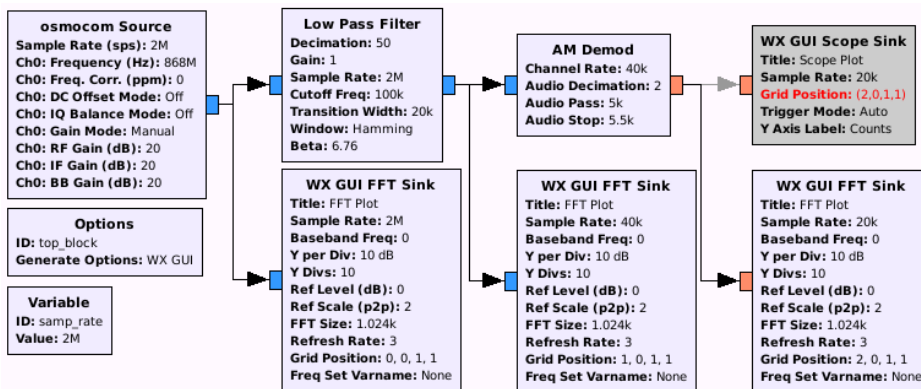 osmocom Source
Sample Rate (sps): 2M
Ch0: Frequency (Hz): 868M
Ch0: Freq. Corr. (ppm): 0
Ch0: DC Offset Mode: Off
Ch0: IQ Balance Mode: Off
Ch0: Gain Mode: Manual
Ch0: RF Gain (dB): 20
Ch0: IF Gain (dB): 20
Ch0: BB Gain (dB): 20
Low Pass Filter
Decimation: 50
Gain: 1
Sample Rate: 2M
Cutoff Freq: 100k
Transition Width: 20k
Window: Hamming
Beta: 6.76
AM Demod
Channel Rate: 40k
Audio Decimation: 2
Audio Pass: 5k
Audio Stop: 5.5k
WX GUI Scope Sink
Title: Scope Plot
Sample Rate: 20k
Grid Position: (2,0,1,1)
Trigger Mode: Auto
Y Axis Label: Counts
Options
ID: top_block
Generate Options: WX GUI
Variable
ID: samp_rate
Value: 2M
WX GUI FFT Sink
Title: FFT Plot
Sample Rate: 2M
Baseband Freq: 0
Y per Div: 10 dB
Y Divs: 10
Ref Level (dB): 0
Ref Scale (p2p): 2
FFT Size: 1.024k
Refresh Rate: 3
Grid Position: 0, 0, 1, 1
Freq Set Varname: None
WX GUI FFT Sink
Title: FFT Plot
Sample Rate: 40k
Baseband Freq: 0
Y per Div: 10 dB
Y Divs: 10
Ref Level (dB): 0
Ref Scale (p2p): 2
FFT Size: 1.024k
Refresh Rate: 3
Grid Position: 1, 0, 1, 1
Freq Set Varname: None
WX GUI FFT Sink
Title: FFT Plot
Sample Rate: 20k
Baseband Freq: 0
Y per Div: 10 dB
Y Divs: 10
Ref Level (dB): 0
Ref Scale (p2p): 2
FFT Size: 1.024k
Refresh Rate: 3
Grid Position: 2, 0, 1, 1
Freq Set Varname: None